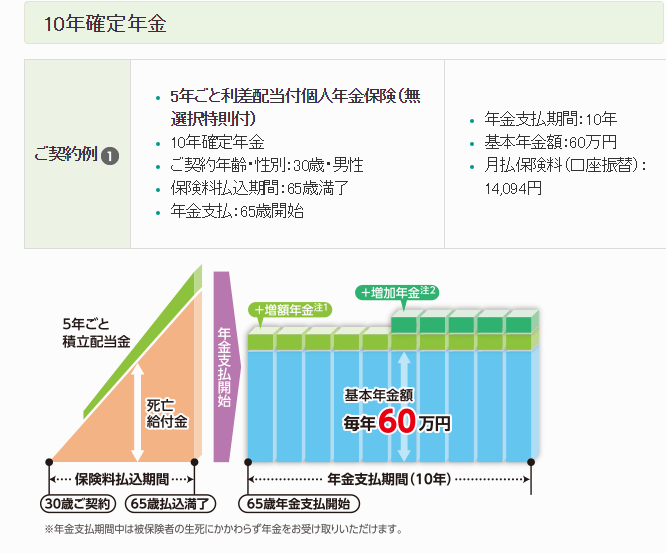 10年確定年金
ご契約例1
5年ごと利差配当付個人年金保険(無
選択特則付)
10年確定年金
ご契約年齢・性別:30歳・男性
保険料払込期間:65歳満了
年金支払:65歳開始
年金支払期間:10年
基本年金額:60万円
月払保険料(口座振替):
14,094円
5年ごと
積立配当金
死亡
給付金
年金支払開始
+増額年金注1
+増加年金注2
基本年金額
毎年60万円
保険料払込期間
年金支払期間(10年)
30歳ご契約
65歳払込満了
65歳年金支払開始
※年金支払期間中は被保険者の生死にかかわらず年金をお受け取りいただけます。